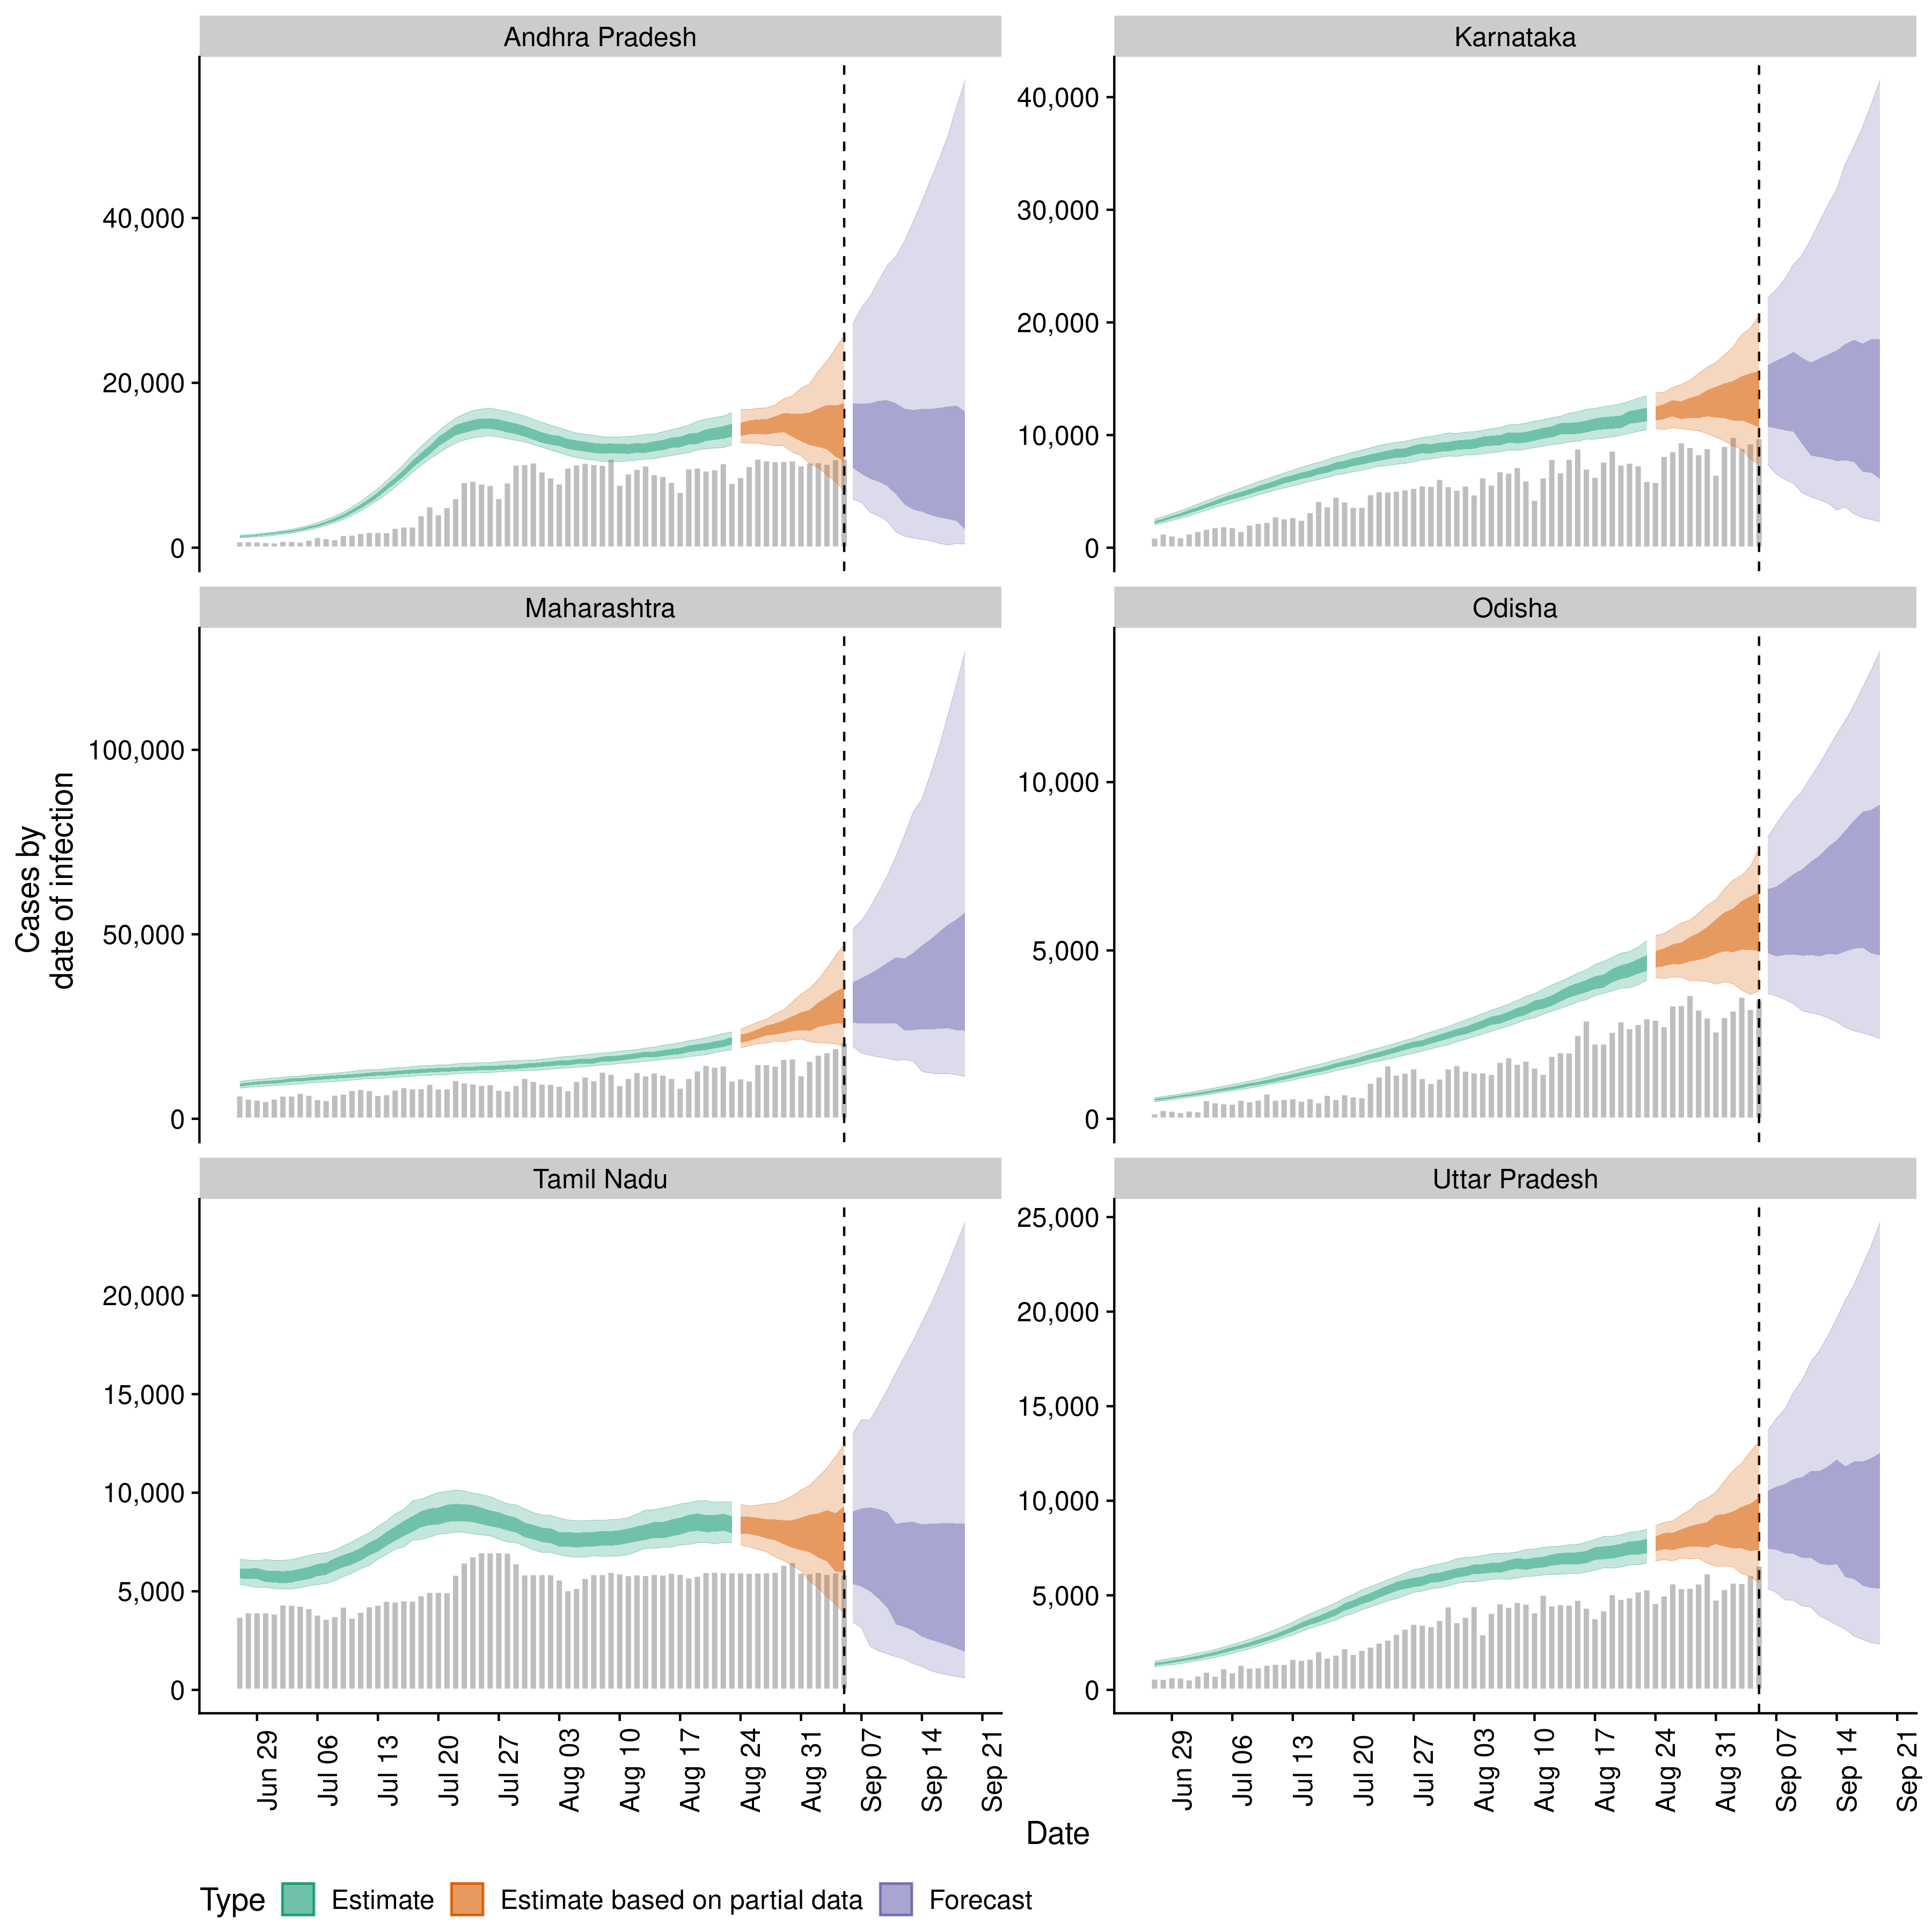 Andhra Pradesh
Karnataka
40,000
20,000
0
40,000
30,000
20,000
10,000
0
Maharashtra
Odisha
100,000
50,000
0
10,000
5,000
0
Cases by
date of infection
Tamil Nadu
Uttar Pradesh
20,000
15,000
10,000
5,000
0
25,000
20,000
15,000
10,000
5,000
0
Jun 29
Jul 06
Jul 13
Jul 20
Jul 27
Aug 03
Aug 10
Aug 17
Aug 24
Aug 31
Sep 07
Sep 14
Sep 21
Jun 29
Jul 06
Jul 13
Jul 20
Jul 27
Aug 03
Aug 10
Aug 17
Aug 24
Aug 31
Sep 07
Sep 14
Sep 21
Date
Type Estimate Estimate based on partial data Forecast